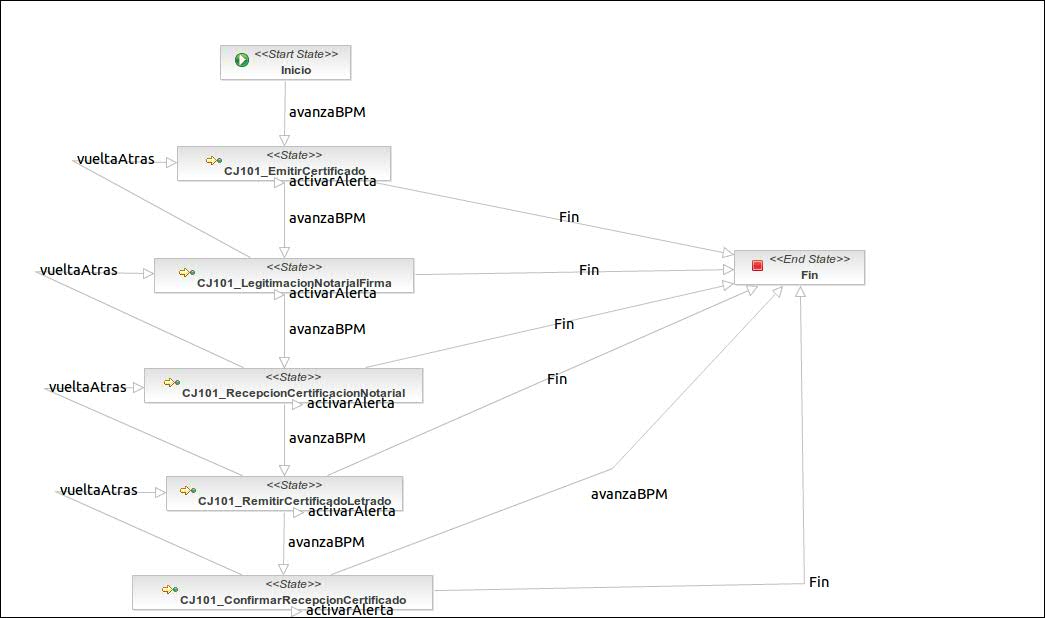 <<Start State>>
Inicio
avanzaBPM
<<State>>
vueltaAtras
CJ101_EmitirCertificado
activarAlerta
avanzaBPM
Fin
<<End State>>
Fin
<<State>>
vueltaAtras
Fin
CJ101_LegitimacionNotarialFirma
activarAlerta
avanzaBPM
Fin
<<State>>
Fin
vueltaAtras
CJ101_RecepcionCertificacionNotarial
activarAlerta
avanzaBPM
<<State>>
vueltaAtras
avanzaBPM
CJ101_RemitirCertificadoLetrado
activarAlerta
avanzaBPM
<<State>>
Fin
CJ101_ConfirmarRecepcionCertificado
activarAlerta